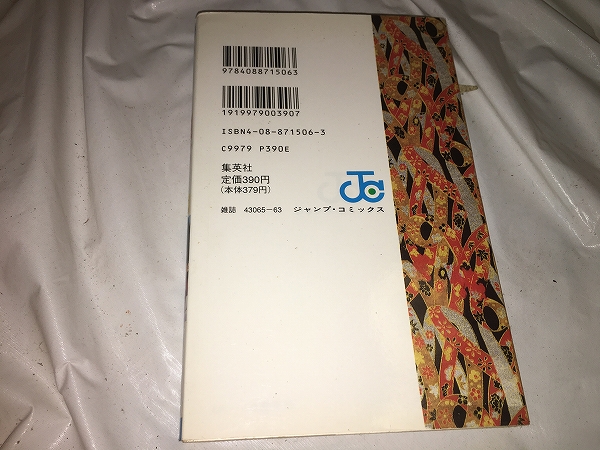 9784088715063
1919979003907
ISBN4-08-871506-3
C9979 P390E
集英社
定価390円
(本体379円)
JC
雑誌 43065-63 ジャンプ・コミックス